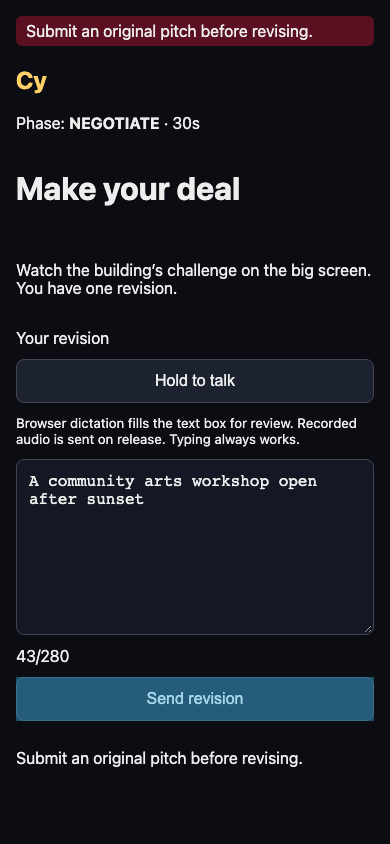 Submit an original pitch before revising.
Cy
Phase: NEGOTIATE · 30s
Make your deal
Watch the building’s challenge on the big screen.
You have one revision.
Your revision
Hold to talk
Browser dictation fills the text box for review. Recorded
audio is sent on release. Typing always works.
A community arts workshop open
after sunset
43/280
Send revision
Submit an original pitch before revising.